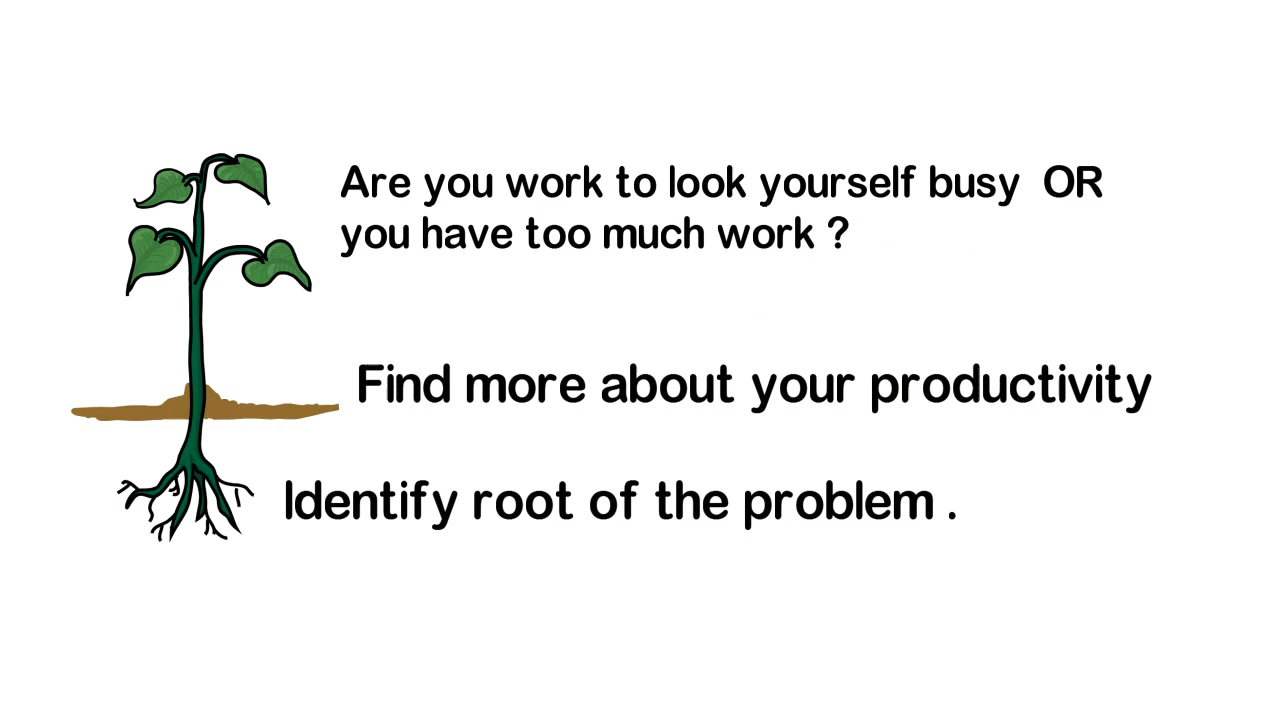 Are you work to look yourself busy OR
you have too much work ?
Find more about your productivity
Identify root of the problem .